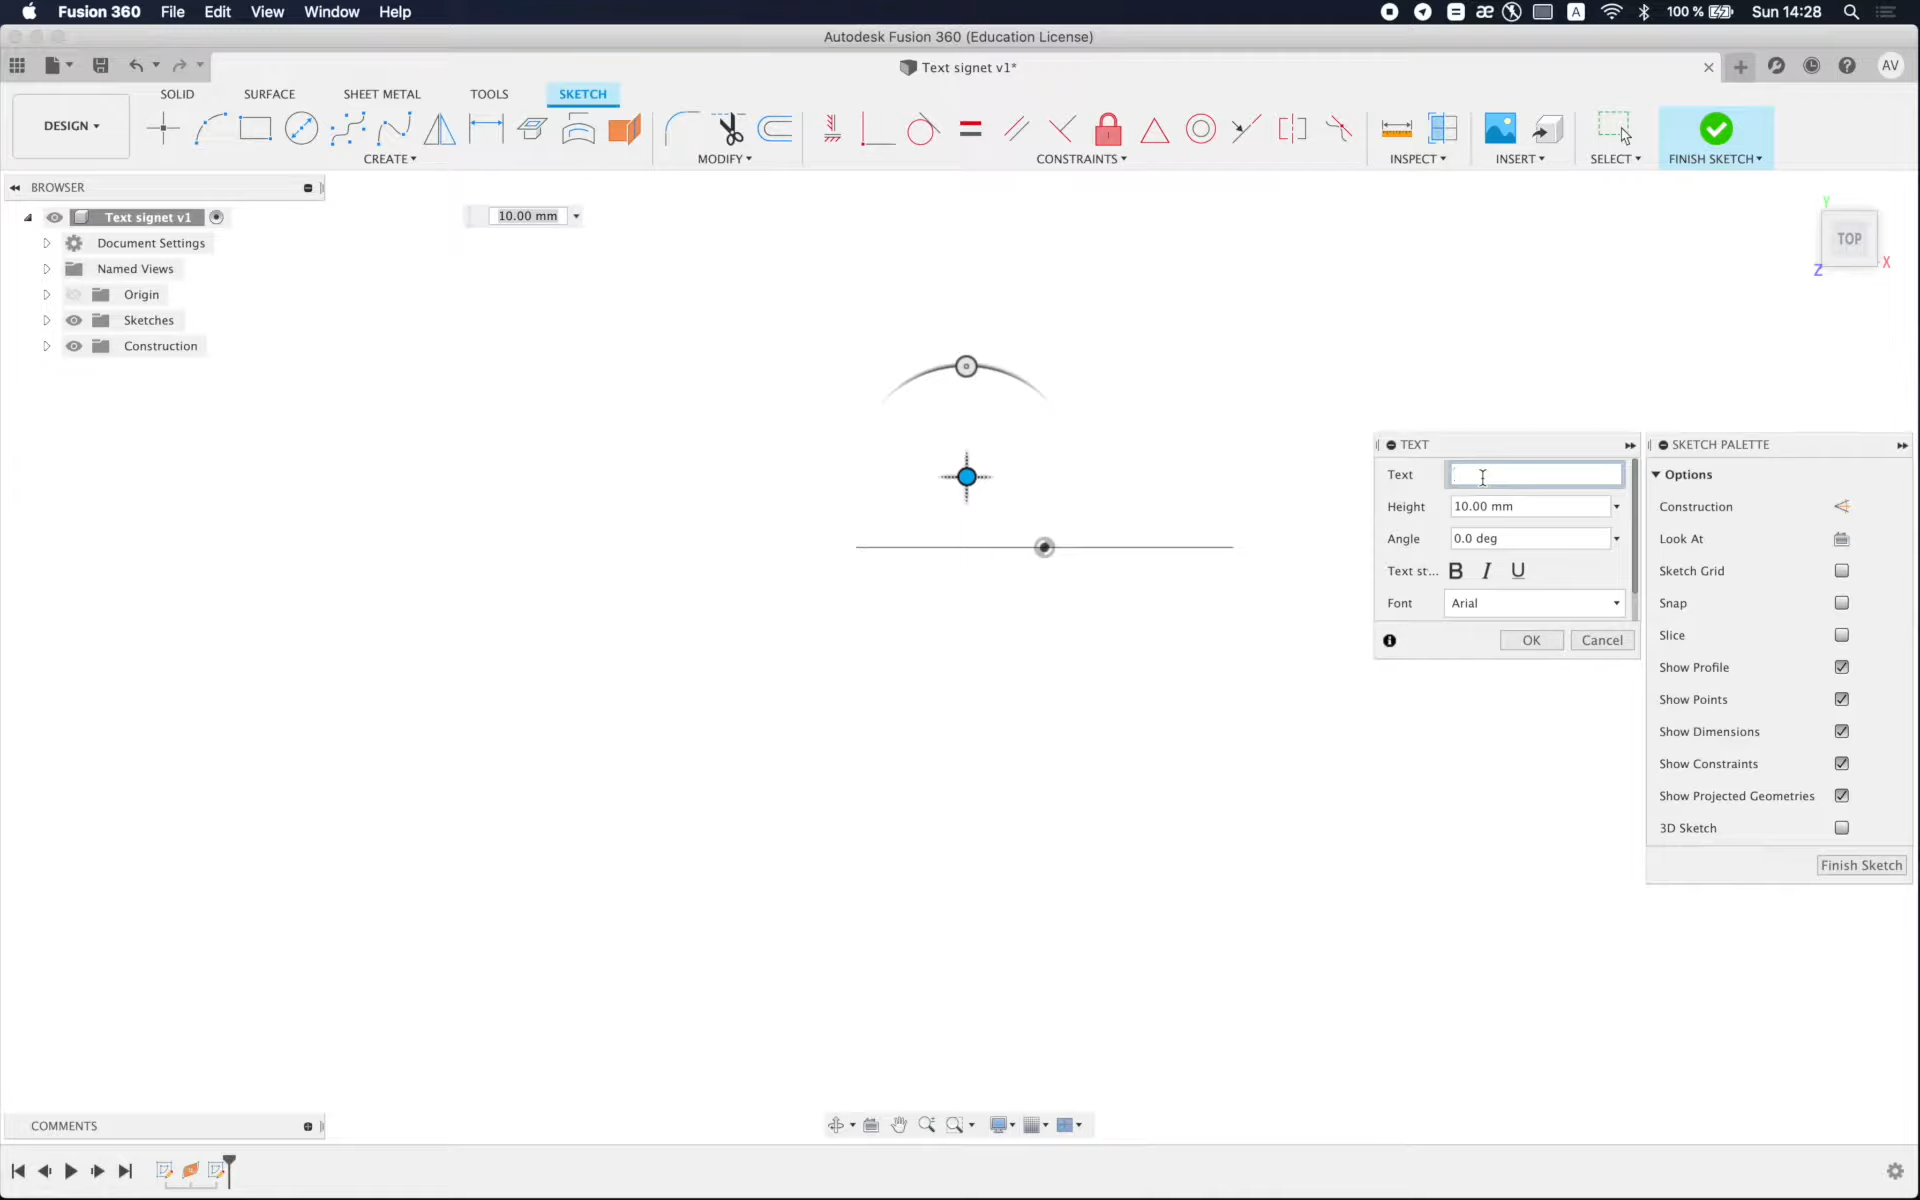 Fusion 360 File Edit View Window Help æ A 100 % Sun 14:28
Autodesk Fusion 360 (Education License)
Text signet v1* AV
SOLID SURFACE SHEET METAL TOOLS SKETCH
DESIGN
CREATE MODIFY CONSTRAINTS INSPECT INSERT SELECT FINISH SKETCH
BROWSER
Text signet v1
Document Settings
Named Views
Origin
Sketches
Construction
10.00 mm
Y
TOP
X
Z
TEXT
Text
Height 10.00 mm
Angle 0.0 deg
Text st... B I U
Font Arial
OK Cancel
SKETCH PALETTE
Options
Construction
Look At
Sketch Grid
Snap
Slice
Show Profile
Show Points
Show Dimensions
Show Constraints
Show Projected Geometries
3D Sketch
Finish Sketch
COMMENTS